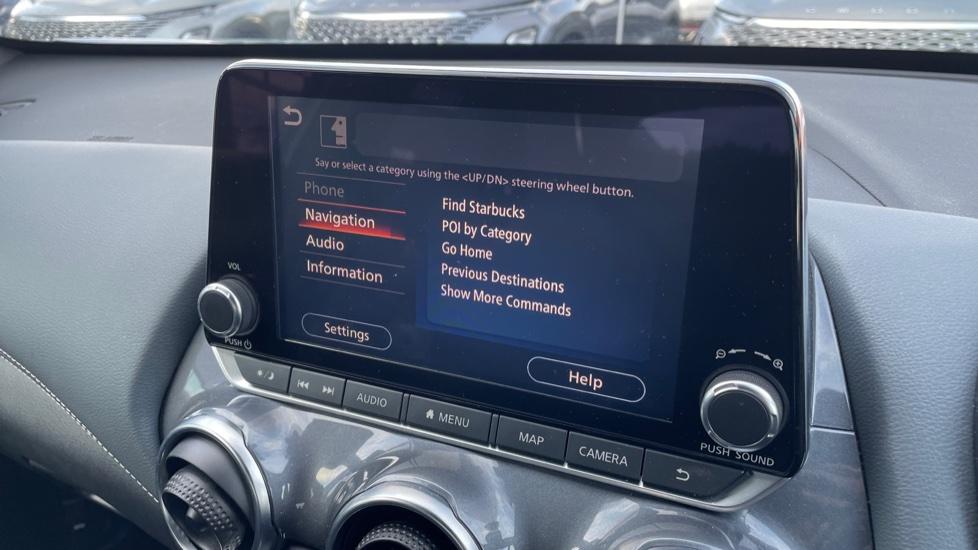 Say or select a category using the <UP/DN> steering wheel button.
Phone
Navigation
Audio
Information
Find Starbucks
POI by Category
Go Home
Previous Destinations
Show More Commands
Settings
Help
VOL
PUSH
AUDIO
MENU
MAP
CAMERA
PUSH SOUND